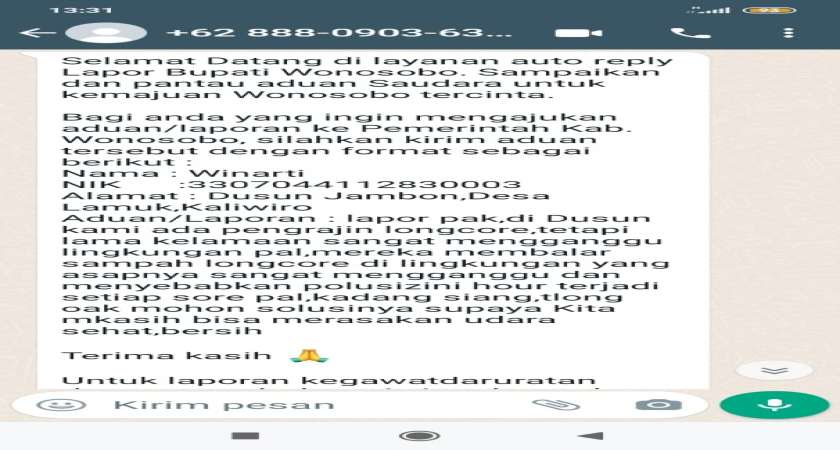 13:31
93
+62 888-0903-63...
Selamat Datang di layanan auto reply
Lapor Bupati Wonosobo. Sampaikan
dan pantau aduan Saudara untuk
kemajuan Wonosobo tercinta.
Bagi anda yang ingin mengajukan
aduan/laporan ke Pemerintah Kab.
Wonosobo, silahkan kirim aduan
tersebut dengan format sebagai
berikut :
Nama : Winarti
NIK :3307044112830003
Alamat : Dusun Jambon,Desa
Lamuk,Kaliwiro
Aduan/Laporan : lapor pak,di Dusun
kami ada pengrajin longcore,tetapi
lama kelamaan sangat mengganggu
lingkungan pal,mereka membalar
sampah longcore di lingkungan yang
asapnya sangat mengganggu dan
menyebabkan polusizini hour terjadi
setiap sore pal,kadang siang,tlong
oak mohon solusinya supaya Kita
mkasih bisa merasakan udara
sehat,bersih
Terima kasih 🙏
Untuk laporan kegawatdaruratan
Kirim pesan